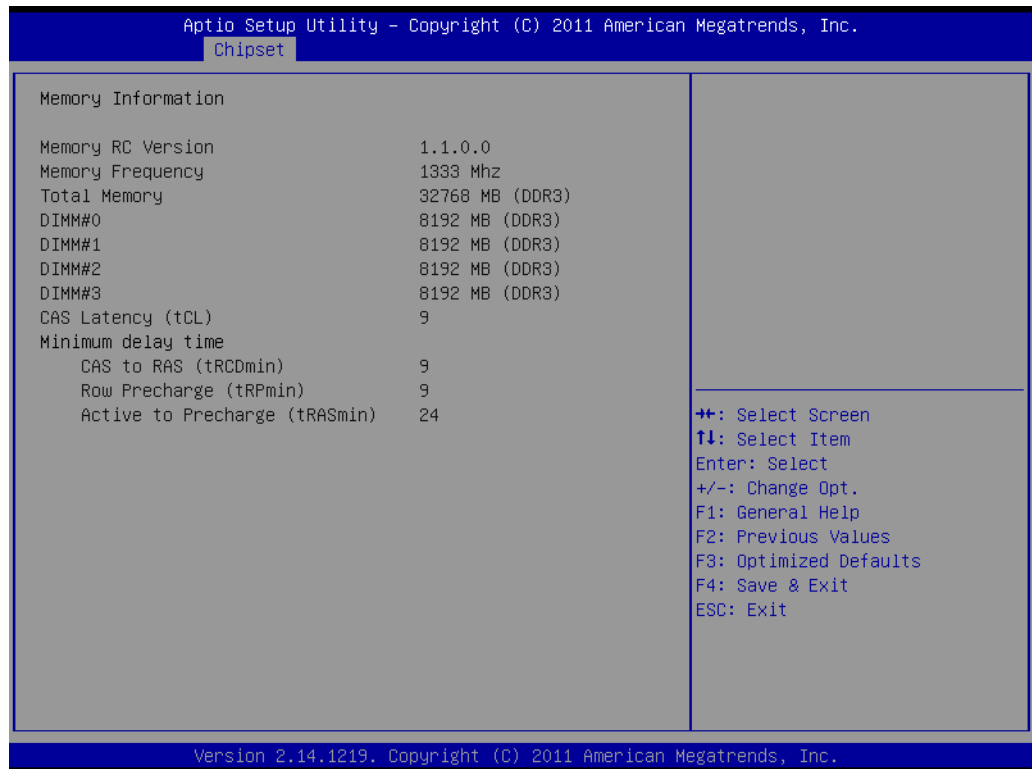 Aptio Setup Utility – Copyright (C) 2011 American Megatrends, Inc.
Chipset
Memory Information
Memory RC Version 1.1.0.0
Memory Frequency 1333 Mhz
Total Memory 32768 MB (DDR3)
DIMM#0 8192 MB (DDR3)
DIMM#1 8192 MB (DDR3)
DIMM#2 8192 MB (DDR3)
DIMM#3 8192 MB (DDR3)
CAS Latency (tCL) 9
Minimum delay time
CAS to RAS (tRCDmin) 9
Row Precharge (tRPmin) 9
Active to Precharge (tRASmin) 24
→←: Select Screen
↑↓: Select Item
Enter: Select
+/-: Change Opt.
F1: General Help
F2: Previous Values
F3: Optimized Defaults
F4: Save & Exit
ESC: Exit
Version 2.14.1219. Copyright (C) 2011 American Megatrends, Inc.